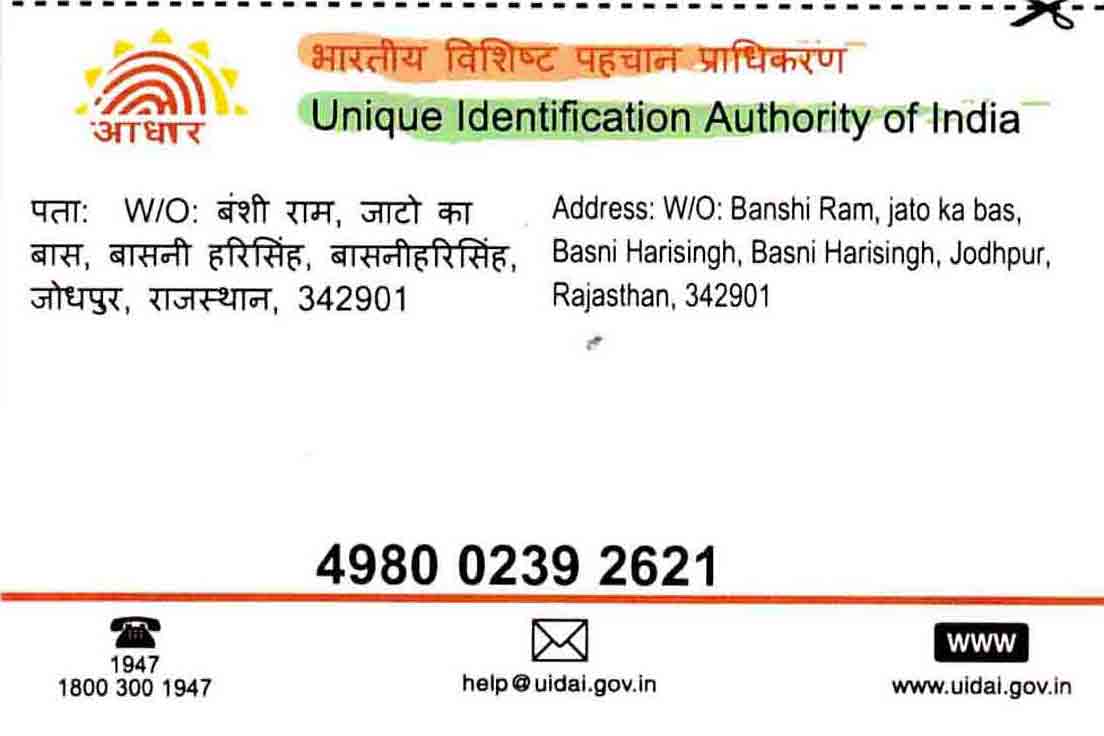 भारतीय विशिष्ट पहचान प्राधिकरण
आधार
Unique Identification Authority of India
पता: W/O: बंशी राम, जाटो का
बास, बासनी हरिसिंह, बासनीहरिसिंह,
जोधपुर, राजस्थान, 342901
Address: W/O: Banshi Ram, jato ka bas,
Basni Harisingh, Basni Harisingh, Jodhpur,
Rajasthan, 342901
4980 0239 2621
1947
1800 300 1947
help@uidai.gov.in
WWW
www.uidai.gov.in